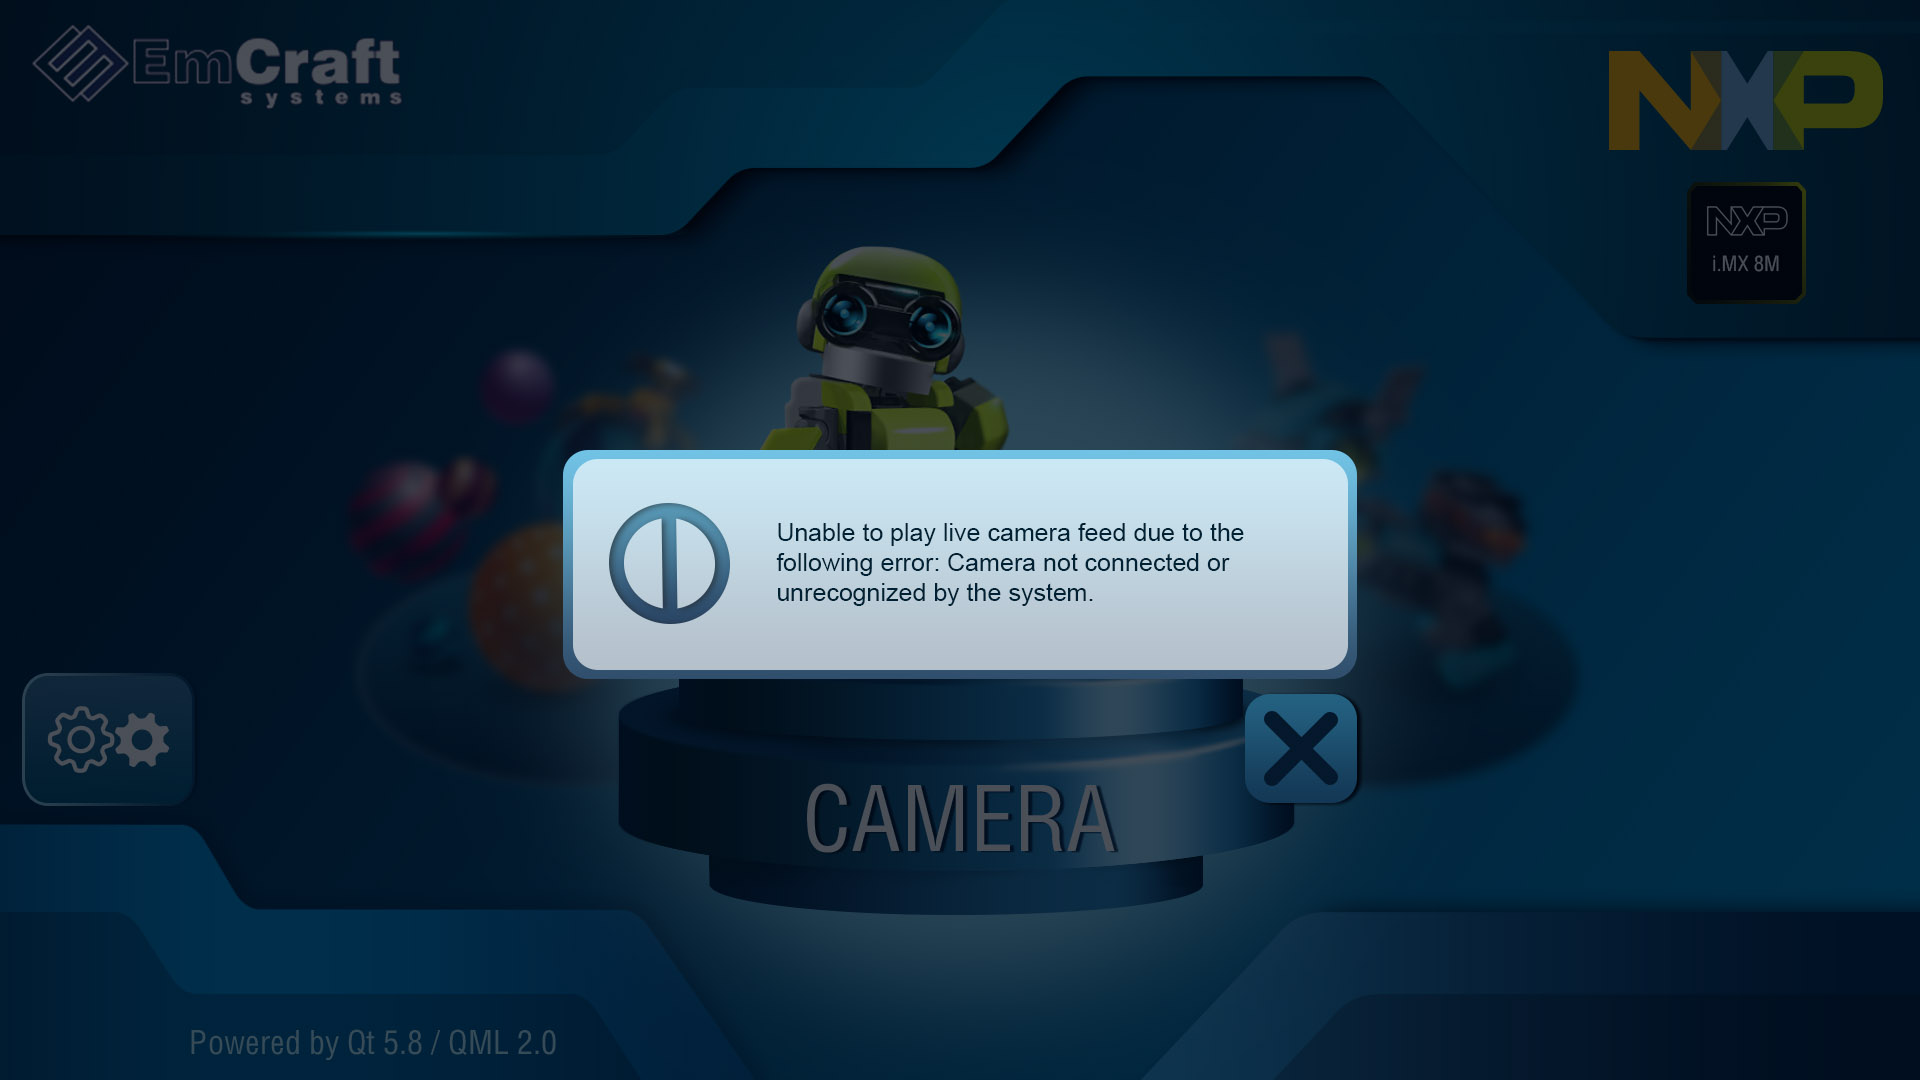 EmCraft
systems
NXP
NXP
i.MX 8M
Unable to play live camera feed due to the
following error: Camera not connected or
unrecognized by the system.
CAMERA
Powered by Qt 5.8 / QML 2.0